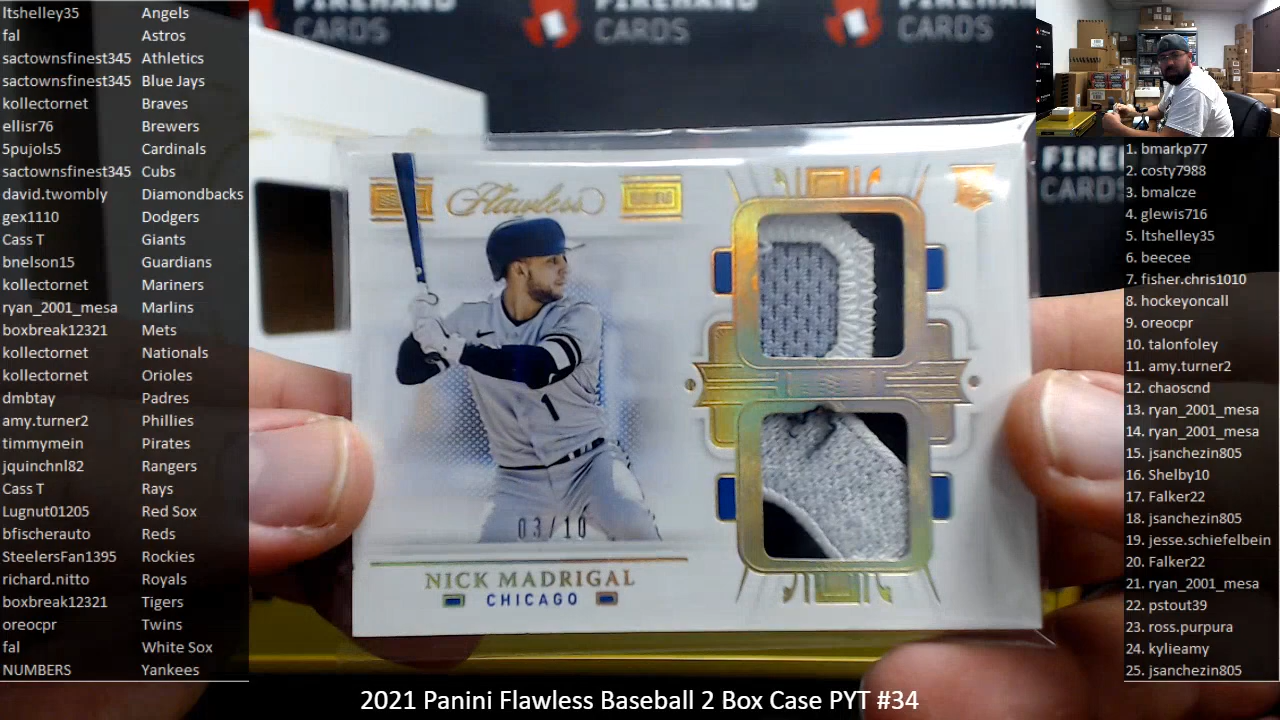 ltshelley35 Angels
fal Astros
sactownsfinest345 Athletics
sactownsfinest345 Blue Jays
kollectornet Braves
ellisr76 Brewers
5pujols5 Cardinals
sactownsfinest345 Cubs
david.twombly Diamondbacks
gex1110 Dodgers
Cass T Giants
bnelson15 Guardians
kollectornet Mariners
ryan_2001_mesa Marlins
boxbreak12321 Mets
kollectornet Nationals
kollectornet Orioles
dmbtay Padres
amy.turner2 Phillies
timmymein Pirates
jquinchnl82 Rangers
Cass T Rays
Lugnut01205 Red Sox
bfischerauto Reds
SteelersFan1395 Rockies
richard.nitto Royals
boxbreak12321 Tigers
oreocpr Twins
fal White Sox
NUMBERS Yankees
FIREHAND
CARDS
CARDS
CARDS
Flawless
1
03/10
NICK MADRIGAL
CHICAGO
CARDS
1. bmarkp77
2. costy7988
3. bmalcze
4. glewis716
5. ltshelley35
6. beecee
7. fisher.chris1010
8. hockeyoncall
9. oreocpr
10. talonfoley
11. amy.turner2
12. chaoscnd
13. ryan_2001_mesa
14. ryan_2001_mesa
15. jsanchezin805
16. Shelby10
17. Falker22
18. jsanchezin805
19. jesse.schiefelbein
20. Falker22
21. ryan_2001_mesa
22. pstout39
23. ross.purpura
24. kylieamy
25. jsanchezin805
2021 Panini Flawless Baseball 2 Box Case PYT #34